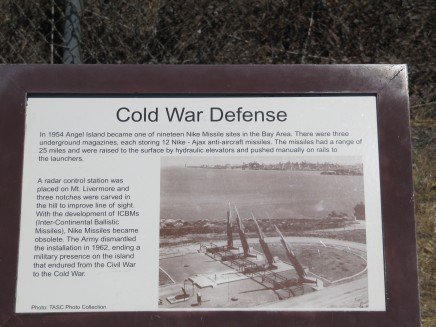 Cold War Defense
In 1954 Angel Island became one of nineteen Nike Missile sites in the Bay Area. There were three
underground magazines, each storing 12 Nike - Ajax anti-aircraft missiles. The missiles had a range of
25 miles and were raised to the surface by hydraulic elevators and pushed manually on rails to
the launchers.
A radar control station was
placed on Mt. Livermore and
three notches were carved in
the hill to improve line of sight.
With the development of ICBMs
(Inter-Continental Ballistic
Missiles), Nike Missiles became
obsolete. The Army dismantled
the installation in 1962, ending a
military presence on the island
that endured from the Civil War
to the Cold War.
Photo: TASC Photo Collection